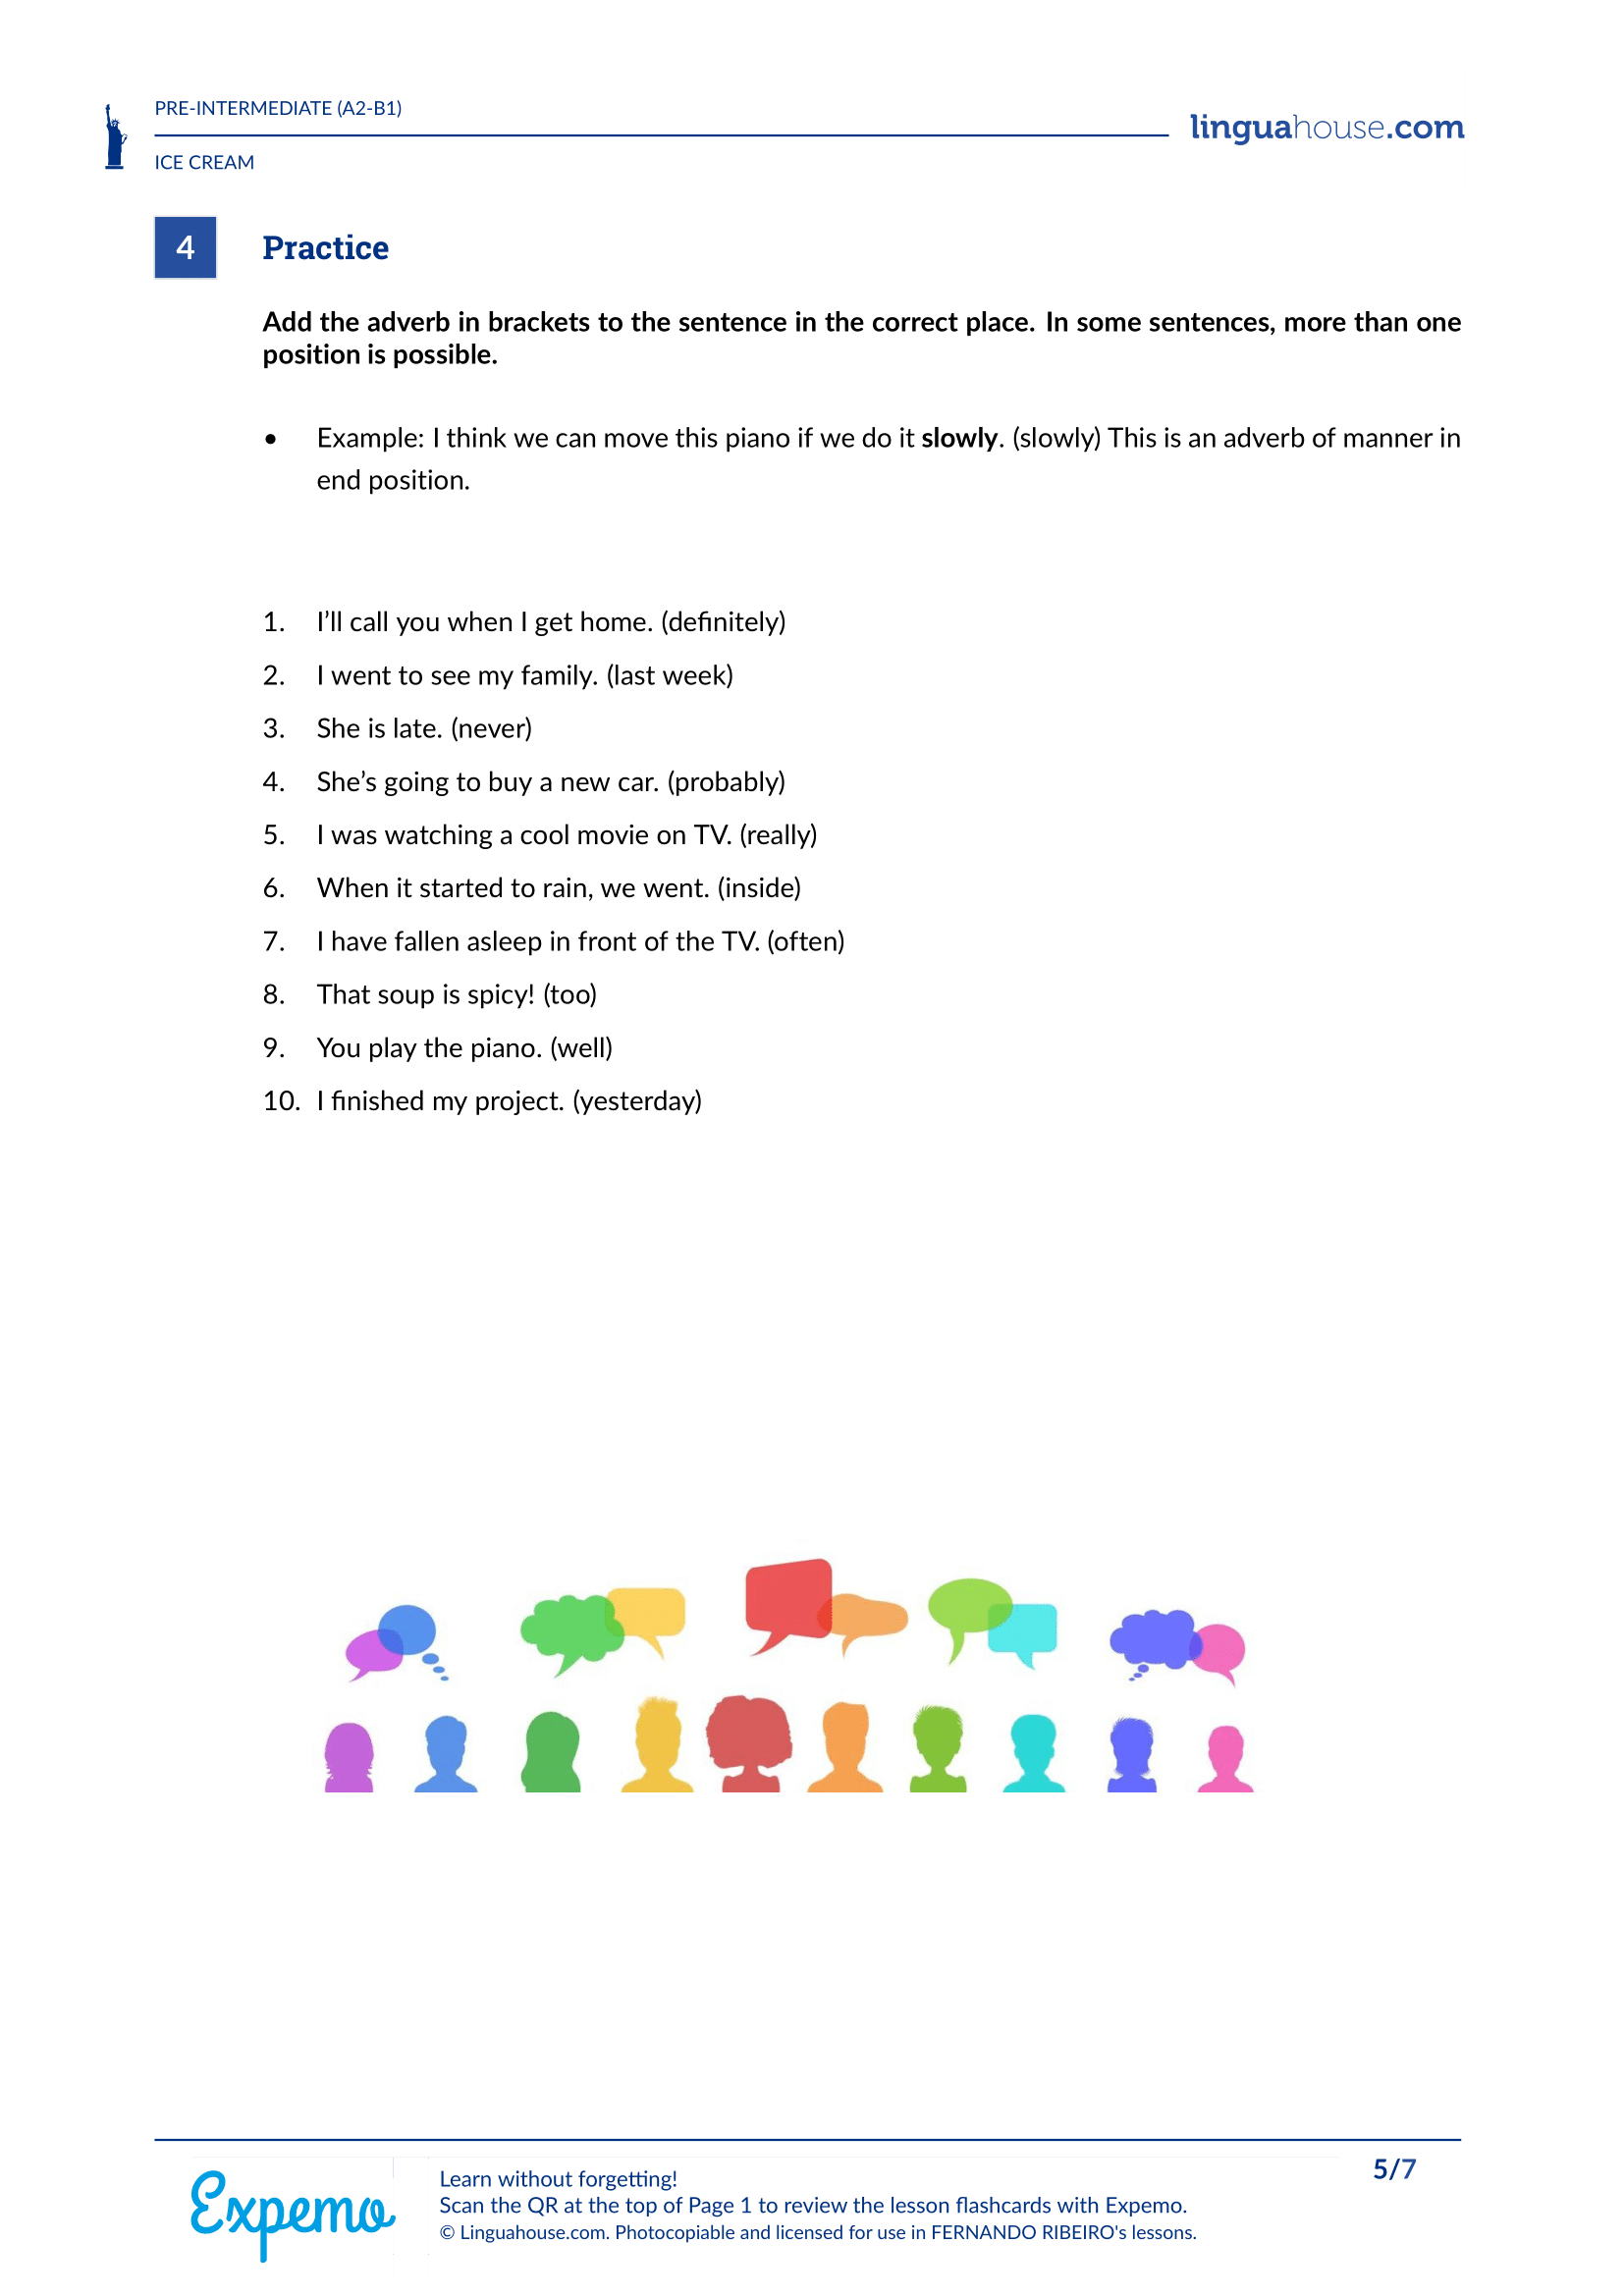 PRE-INTERMEDIATE (A2-B1)
linguahouse.com
ICE CREAM
4 Practice
Add the adverb in brackets to the sentence in the correct place. In some sentences, more than one
position is possible.
• Example: I think we can move this piano if we do it slowly. (slowly) This is an adverb of manner in
end position.
1. I’ll call you when I get home. (definitely)
2. I went to see my family. (last week)
3. She is late. (never)
4. She’s going to buy a new car. (probably)
5. I was watching a cool movie on TV. (really)
6. When it started to rain, we went. (inside)
7. I have fallen asleep in front of the TV. (often)
8. That soup is spicy! (too)
9. You play the piano. (well)
10. I finished my project. (yesterday)
5/7
Expemo
Learn without forgetting!
Scan the QR at the top of Page 1 to review the lesson flashcards with Expemo.
© Linguahouse.com. Photocopiable and licensed for use in FERNANDO RIBEIRO's lessons.